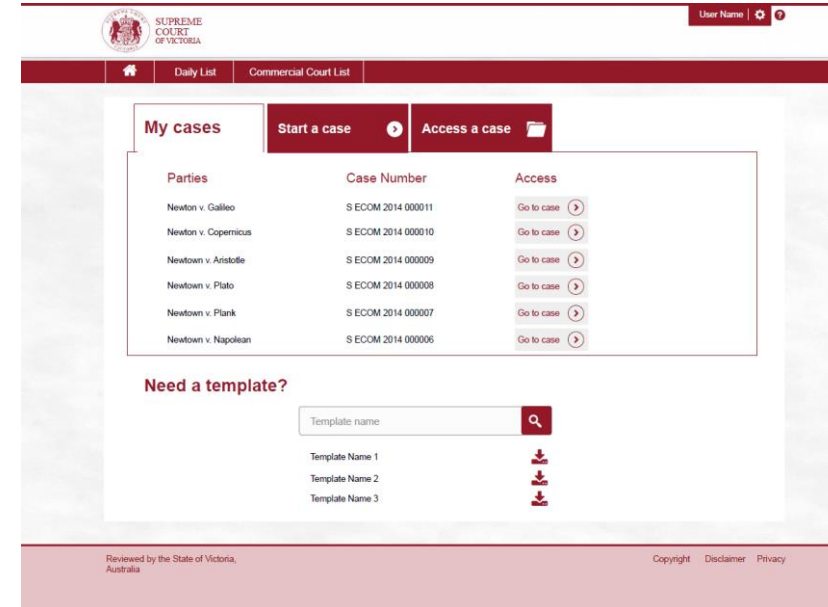 SUPREME
COURT
OF VICTORIA
User Name
Daily List Commercial Court List
My cases Start a case Access a case
Parties Case Number Access
Newton v. Galileo S ECOM 2014 000011 Go to case
Newton v. Copernicus S ECOM 2014 000010 Go to case
Newtown v. Aristotle S ECOM 2014 000009 Go to case
Newtown v. Plato S ECOM 2014 000008 Go to case
Newtown v. Plank S ECOM 2014 000007 Go to case
Newtown v. Napolean S ECOM 2014 000006 Go to case
Need a template?
Template name
Template Name 1
Template Name 2
Template Name 3
Reviewed by the State of Victoria,
Australia
Copyright Disclaimer Privacy